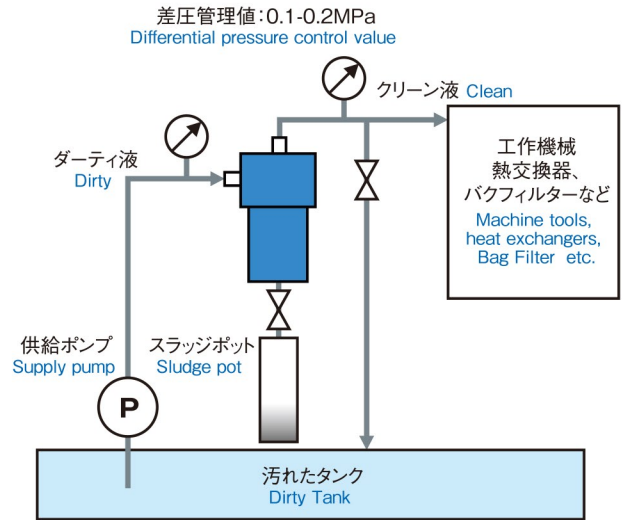 差圧管理値：0.1-0.2MPa
Differential pressure control value
クリーン液 Clean
ダーティ液
Dirty
工作機械
熱交換器、
バクフィルターなど
Machine tools,
heat exchangers,
Bag Filter etc.
供給ポンプ
Supply pump
スラッジポット
Sludge pot
P
汚れたタンク
Dirty Tank